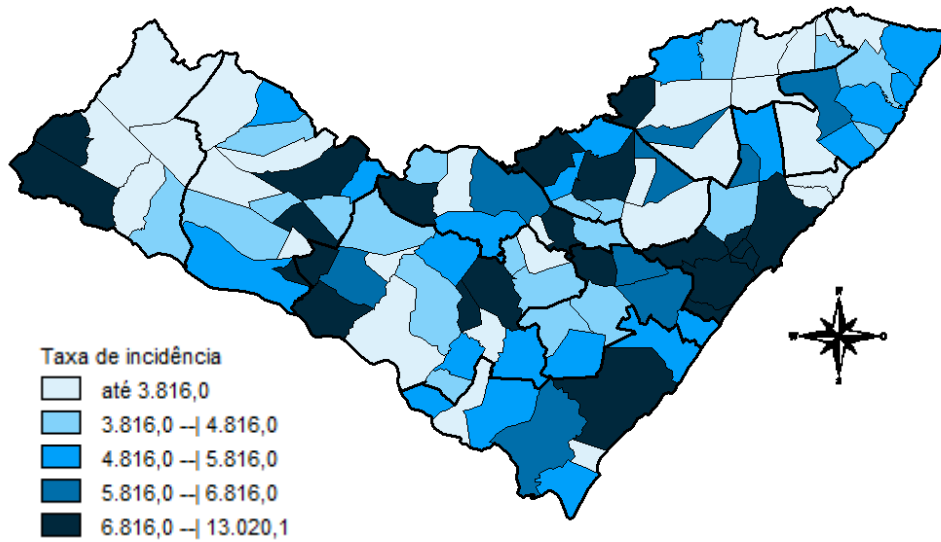 Taxa de incidência
até 3.816,0
3.816,0 --| 4.816,0
4.816,0 --| 5.816,0
5.816,0 --| 6.816,0
6.816,0 --| 13.020,1